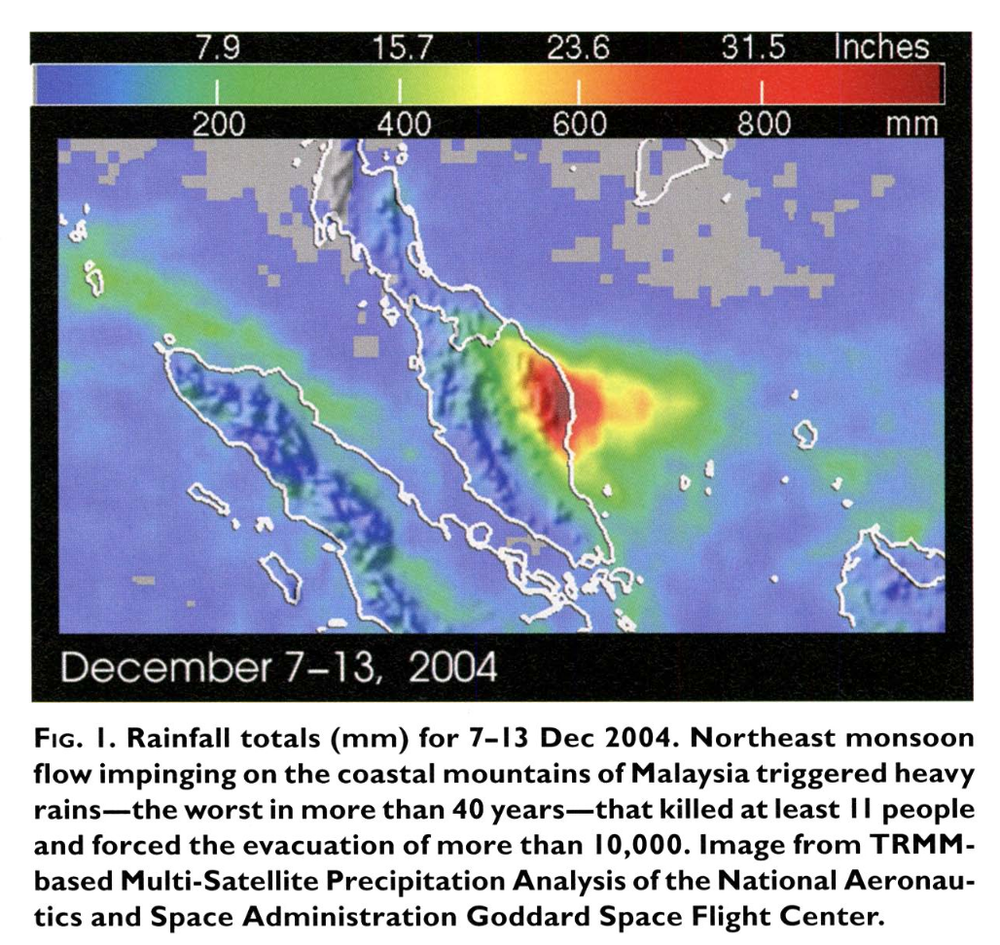 7.9 15.7 23.6 31.5 Inches
200 400 600 800 mm
December 7–13, 2004
FIG. 1. Rainfall totals (mm) for 7–13 Dec 2004. Northeast monsoon
flow impinging on the coastal mountains of Malaysia triggered heavy
rains—the worst in more than 40 years—that killed at least 11 people
and forced the evacuation of more than 10,000. Image from TRMM-
based Multi-Satellite Precipitation Analysis of the National Aeronau-
tics and Space Administration Goddard Space Flight Center.